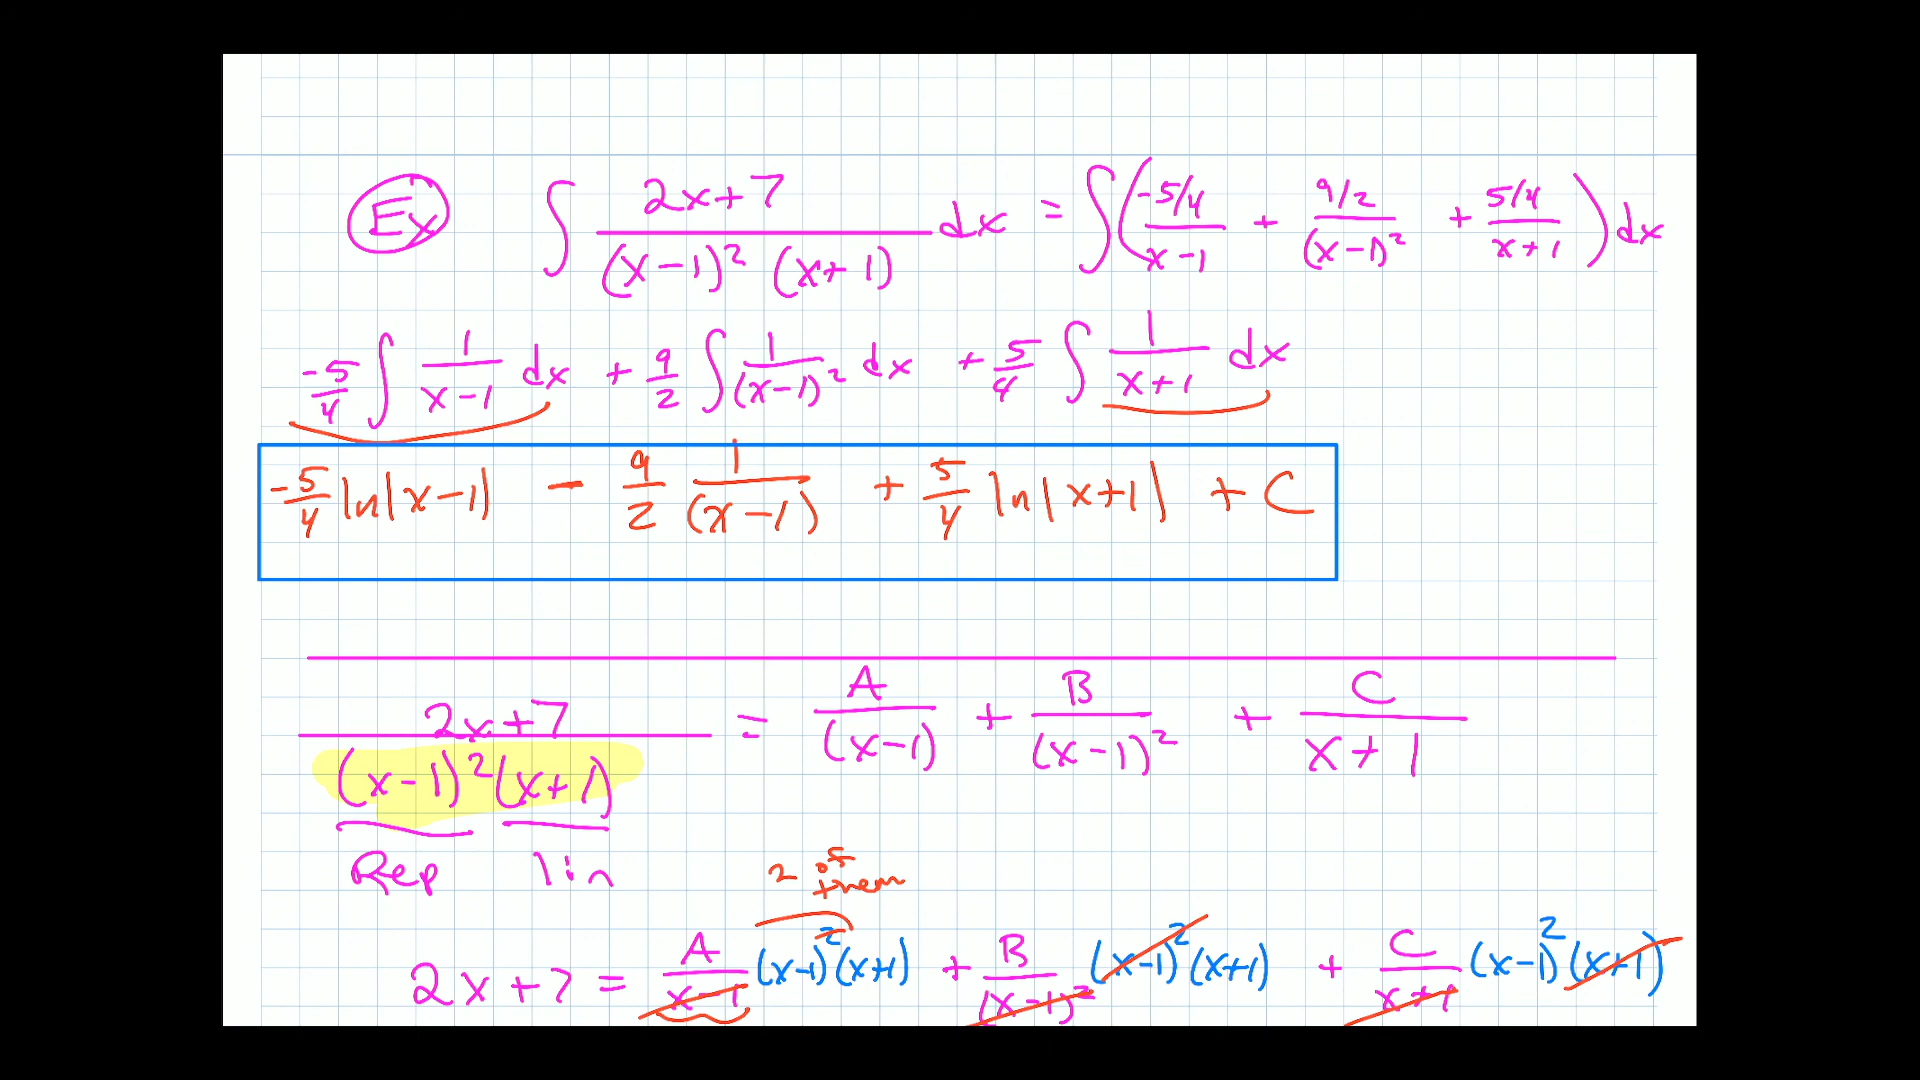 Ex ∫ (2x+7)/((x-1)² (x+1)) dx = ∫( (-5/4)/(x-1) + (9/2)/(x-1)² + (5/4)/(x+1) ) dx
-5/4 ∫ 1/(x-1) dx + 9/2 ∫ 1/(x-1)² dx + 5/4 ∫ 1/(x+1) dx
-5/4 ln|x-1| - 9/2 1/(x-1) + 5/4 ln|x+1| + C
(2x+7)/((x-1)²(x+1)) = A/(x-1) + B/(x-1)² + C/(x+1)
Rep lin
2 of them
2x+7 = A/(x-1) (x-1)²(x+1) + B/(x-1)² (x-1)²(x+1) + C/(x+1) (x-1)²(x+1)